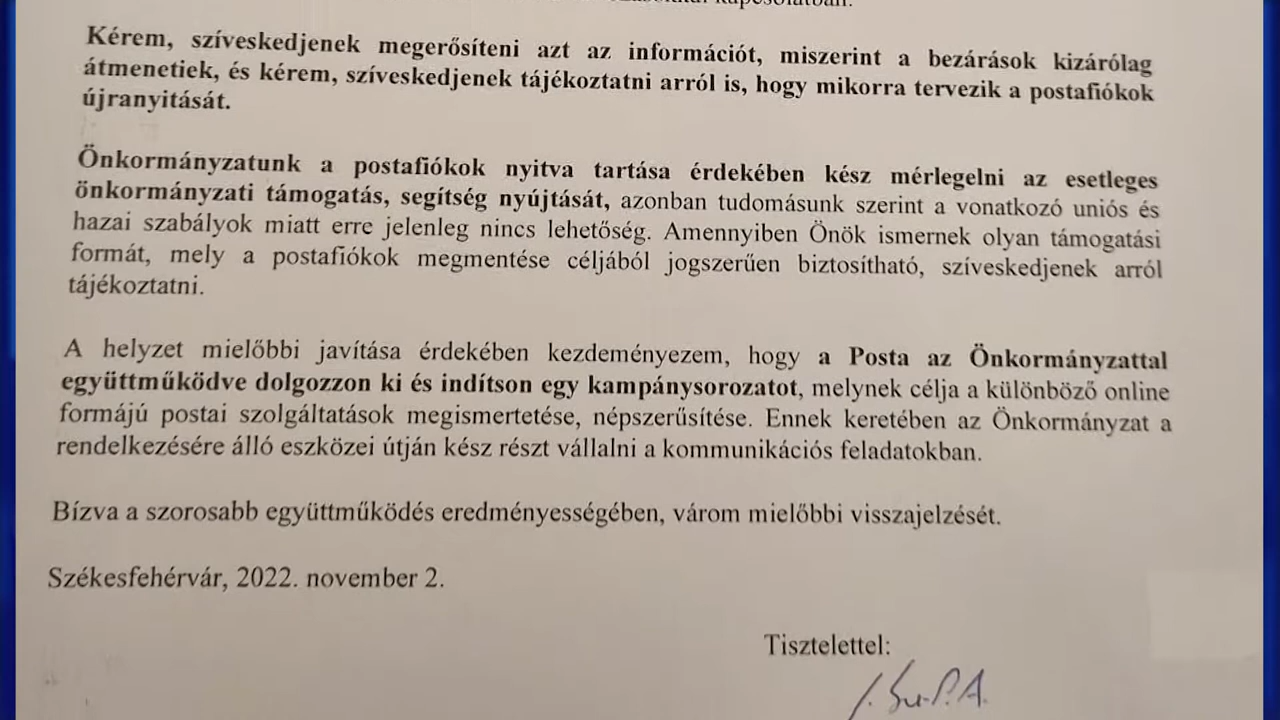 Kérem, szíveskedjenek megerősíteni azt az információt, miszerint a bezárások kizárólag
átmenetiek, és kérem, szíveskedjenek tájékoztatni arról is, hogy mikorra tervezik a postafiókok
újranyitását.
Önkormányzatunk a postafiókok nyitva tartása érdekében kész mérlegelni az esetleges
önkormányzati támogatás, segítség nyújtását, azonban tudomásunk szerint a vonatkozó uniós és
hazai szabályok miatt erre jelenleg nincs lehetőség. Amennyiben Önök ismernek olyan támogatási
formát, mely a postafiókok megmentése céljából jogszerűen biztosítható, szíveskedjenek arról
tájékoztatni.
A helyzet mielőbbi javítása érdekében kezdeményezem, hogy a Posta az Önkormányzattal
együttműködve dolgozzon ki és indítson egy kampánysorozatot, melynek célja a különböző online
formájú postai szolgáltatások megismertetése, népszerűsítése. Ennek keretében az Önkormányzat a
rendelkezésére álló eszközei útján kész részt vállalni a kommunikációs feladatokban.
Bízva a szorosabb együttműködés eredményességében, várom mielőbbi visszajelzését.
Székesfehérvár, 2022. november 2.
Tisztelettel: